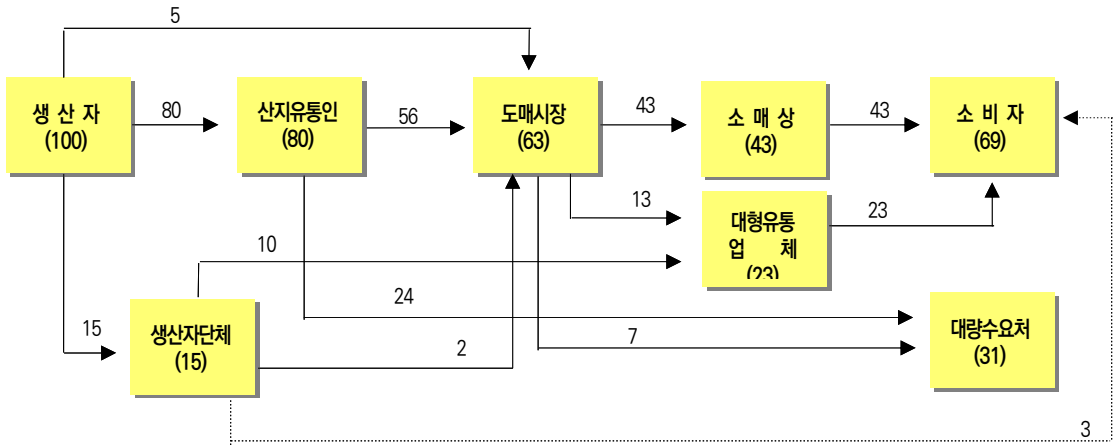 5
생 산 자
(100)
80
산지유통인
(80)
56
도매시장
(63)
43
소 매 상
(43)
43
소 비 자
(69)
13
대형유통
업 체
(23)
23
10
24
15
생산자단체
(15)
2
7
대량수요처
(31)
3